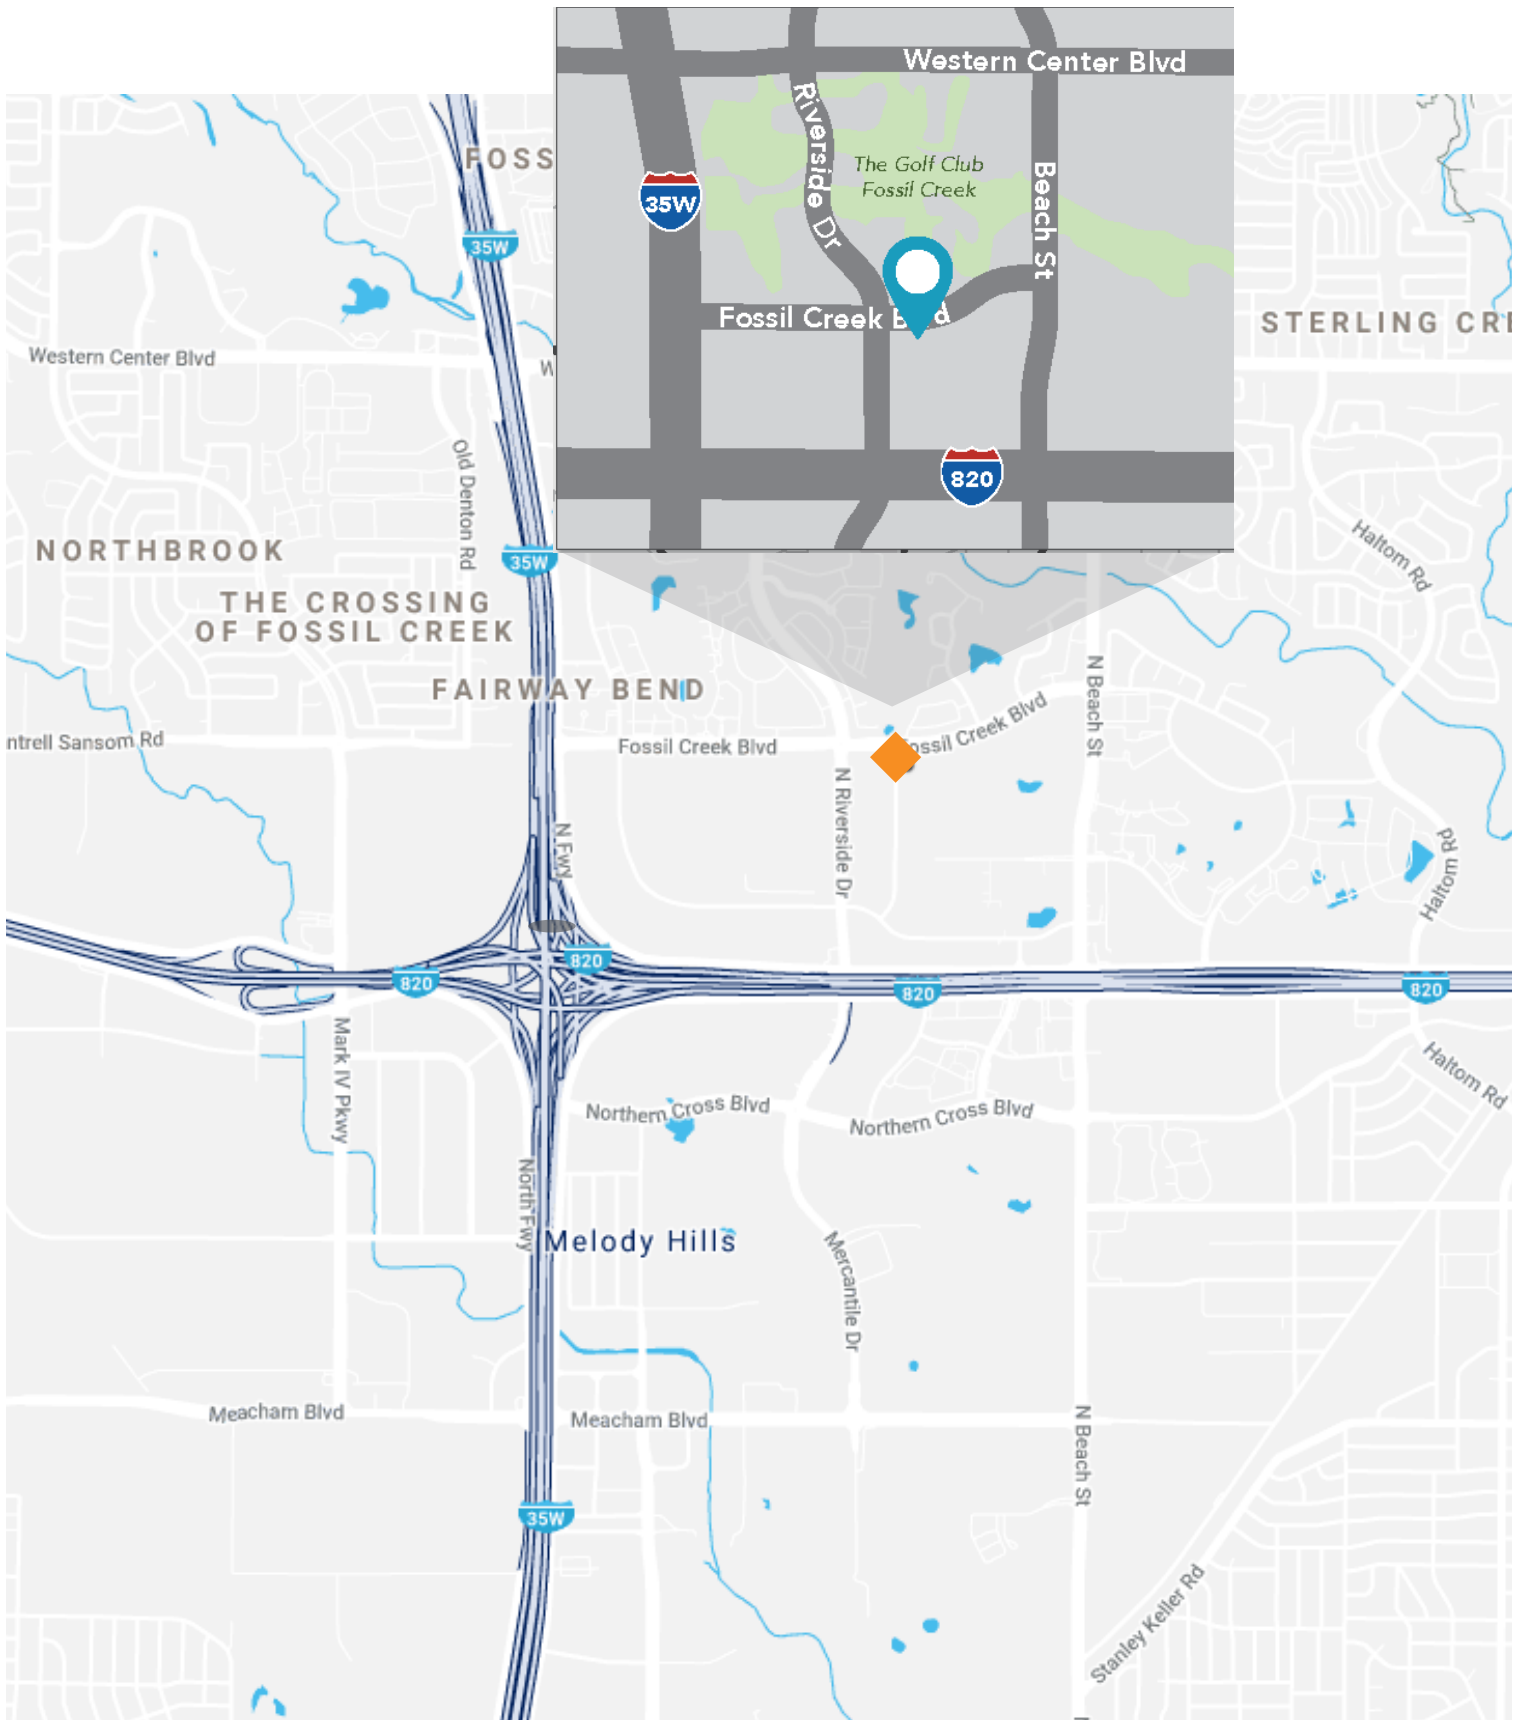 Western Center Blvd
Riverside Dr
The Golf Club
Fossil Creek
Beach St
35W
Fossil Creek
820
FOSS
35W
STERLING CRE
Western Center Blvd
W
Old Denton Rd
Haltom Rd
NORTHBROOK
35W
THE CROSSING
OF FOSSIL CREEK
FAIRWAY BEND
N Beach St
ntrell Sansom Rd
Fossil Creek Blvd
ossil Creek Blvd
N Riverside Dr
N Fwy
Haltom Rd
820
820
820
820
Mark IV Pkwy
Haltom Rd
Northern Cross Blvd
Northern Cross Blvd
North Fwy
Melody Hills
Mercantile Dr
Meacham Blvd
Meacham Blvd
N Beach St
35W
Stanley Keller Rd